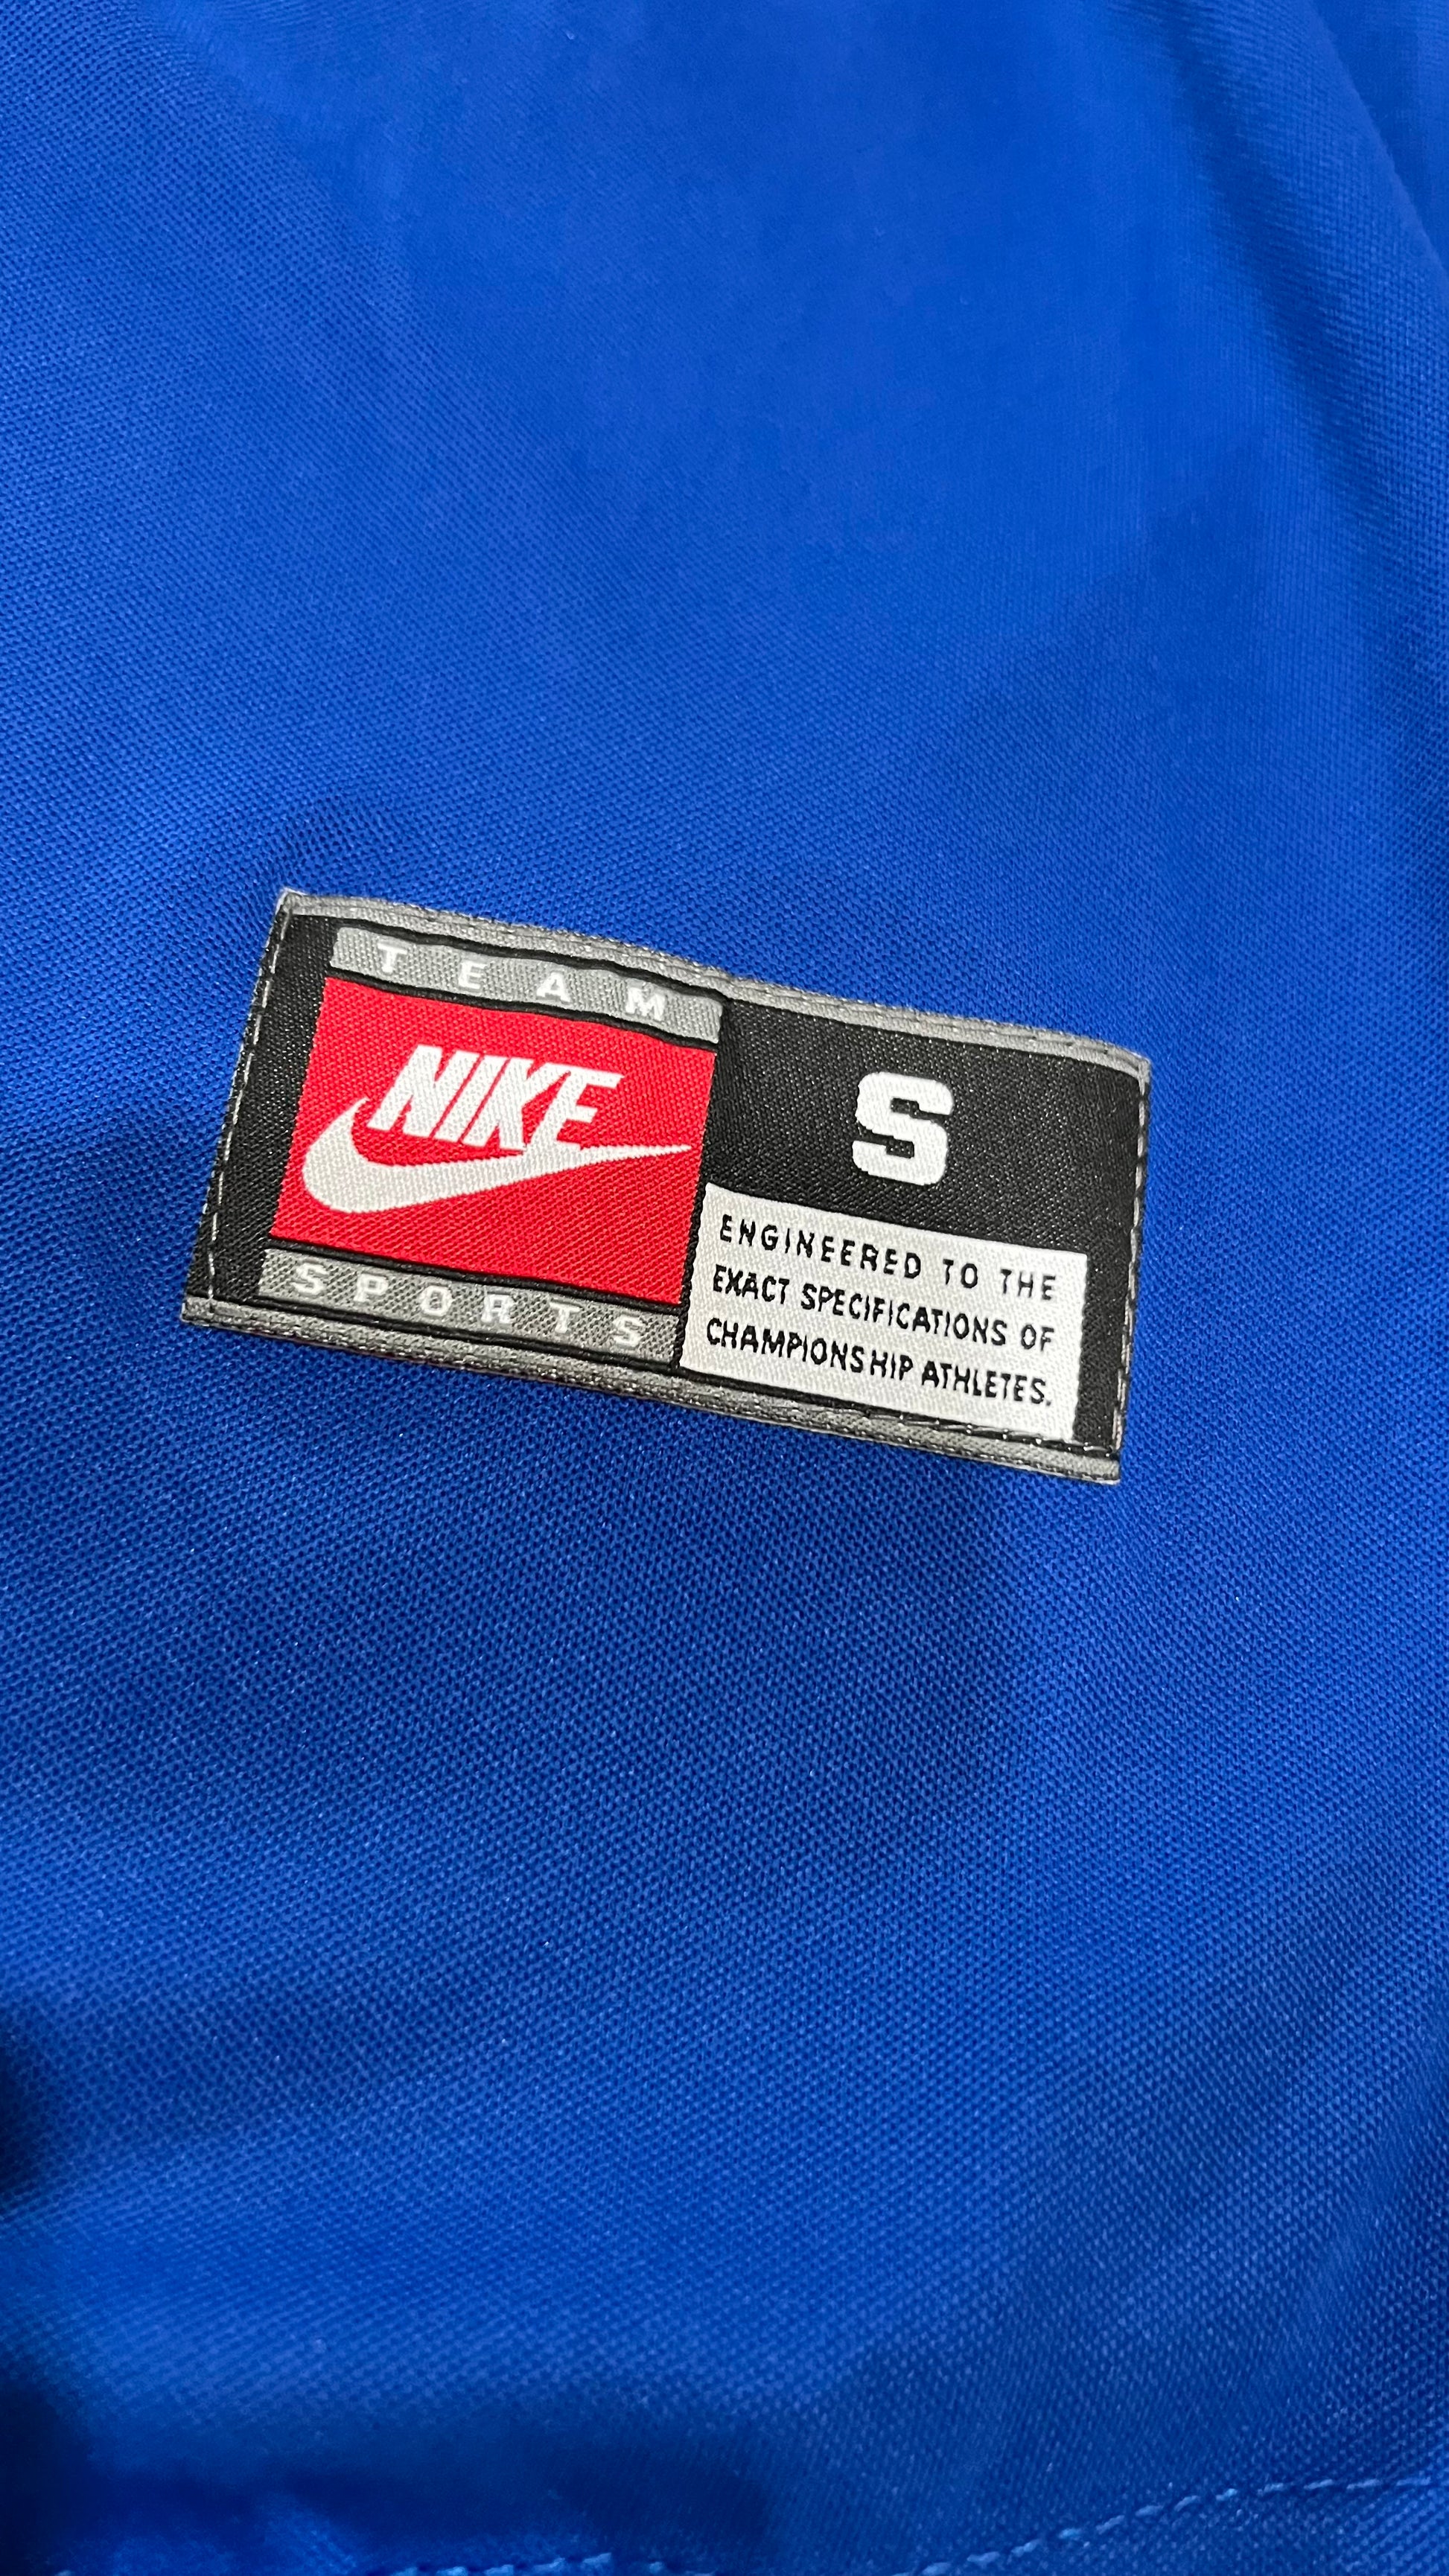 TEAM
NIKE
SPORTS
S
ENGINEERED TO THE
EXACT SPECIFICATIONS OF
CHAMPIONSHIP ATHLETES.